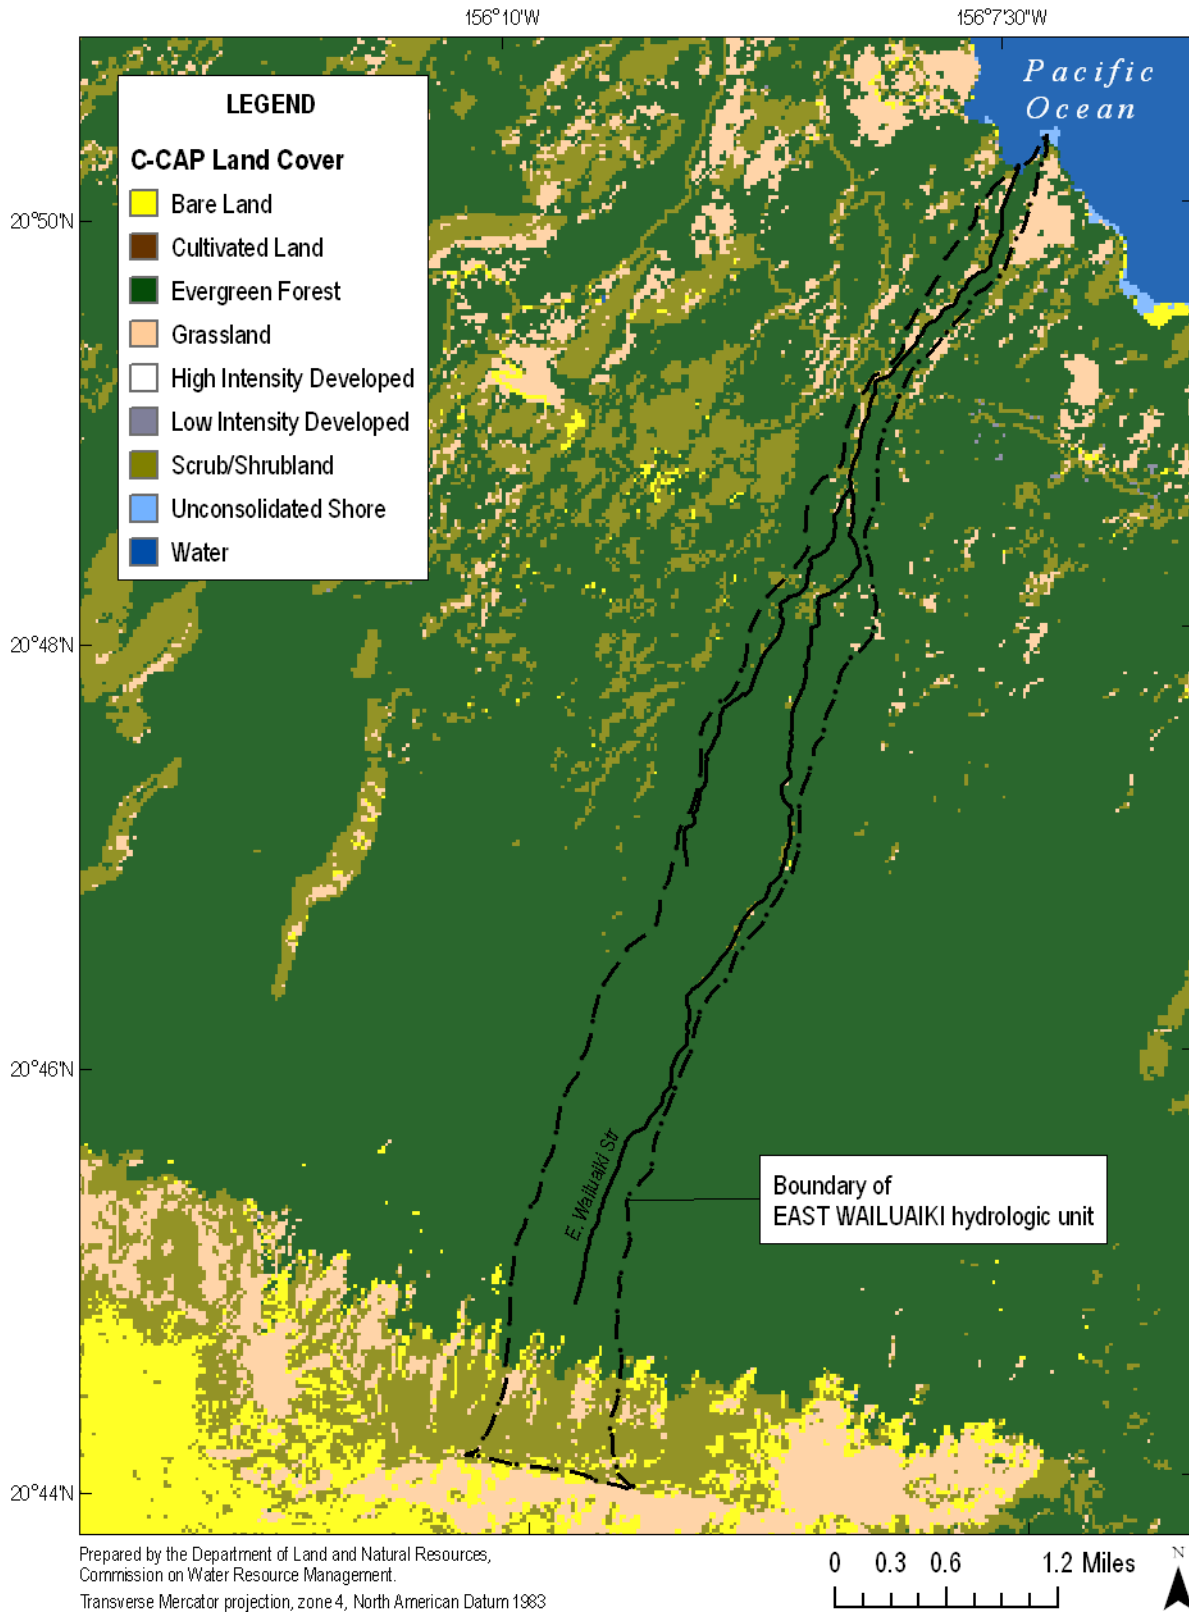 156°10'W
156°7'30"W
Pacific
Ocean
LEGEND
C-CAP Land Cover
Bare Land
Cultivated Land
Evergreen Forest
Grassland
High Intensity Developed
Low Intensity Developed
Scrub/Shrubland
Unconsolidated Shore
Water
20°50'N
20°48'N
20°46'N
E. Wailuaiki Str
Boundary of
EAST WAILUAIKI hydrologic unit
20°44'N
Prepared by the Department of Land and Natural Resources,
Commission on Water Resource Management.
Transverse Mercator projection, zone 4, North American Datum 1983
0 0.3 0.6 1.2 Miles
N